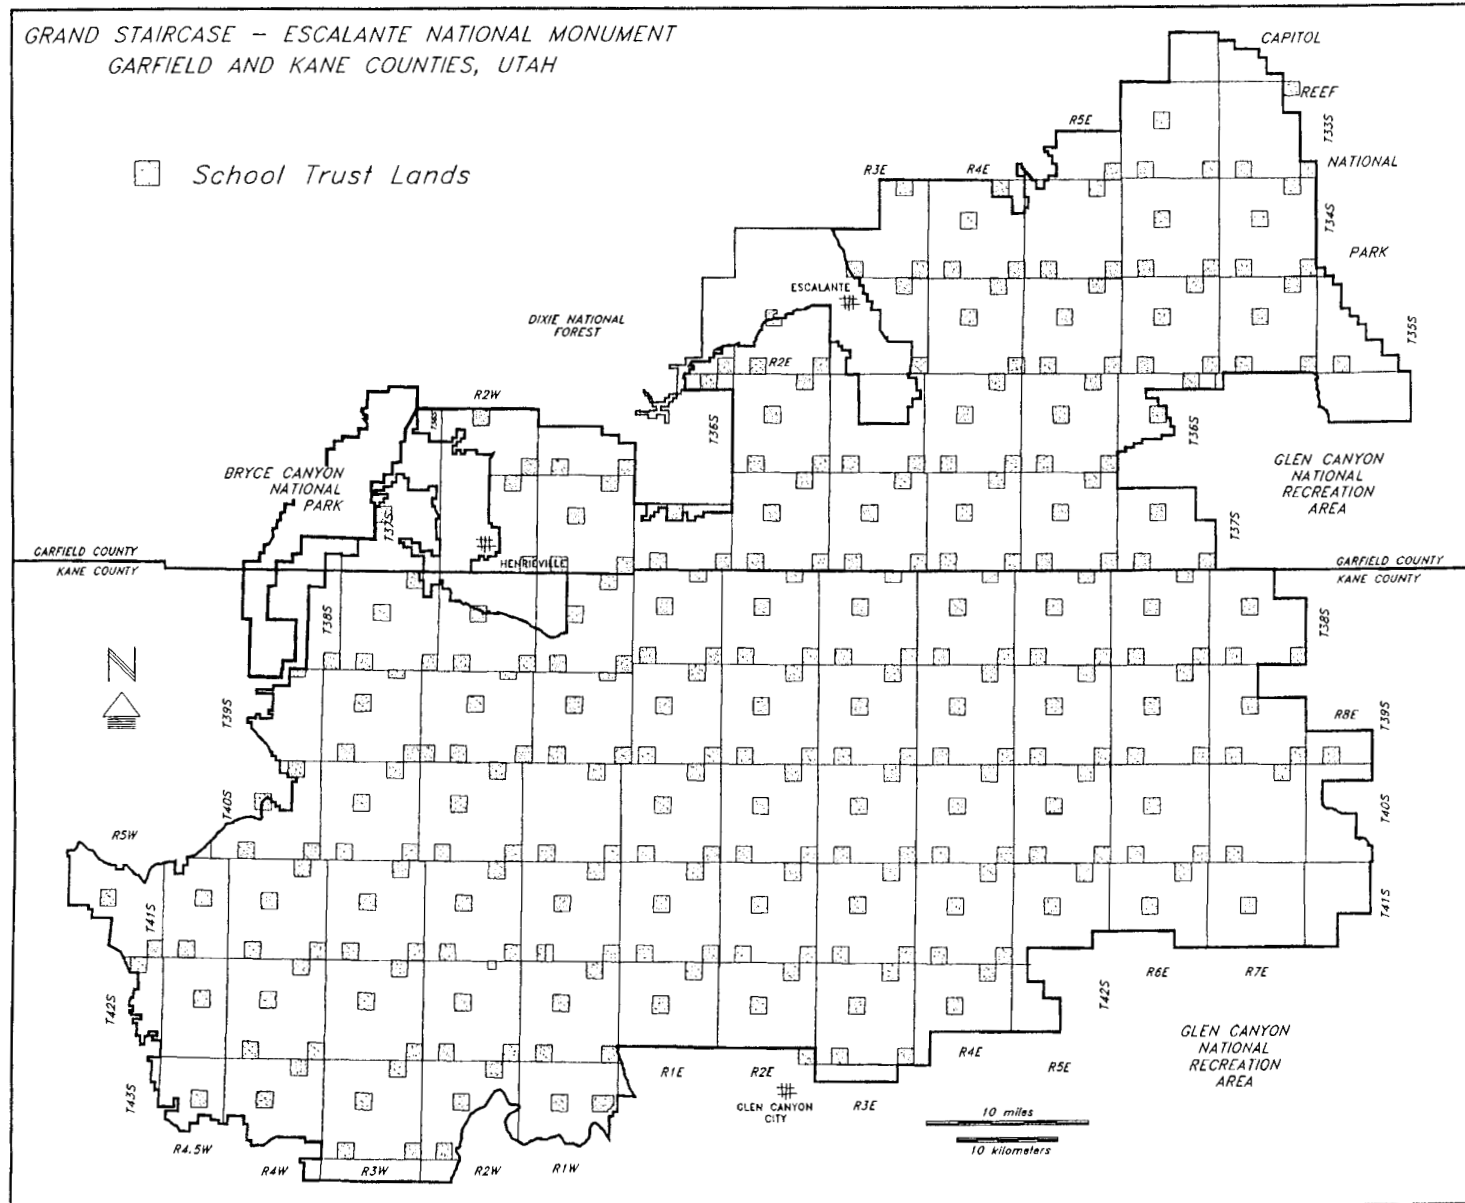 GRAND STAIRCASE – ESCALANTE NATIONAL MONUMENT
GARFIELD AND KANE COUNTIES, UTAH
School Trust Lands
CAPITOL
REEF
NATIONAL
PARK
R5E
T33S
R3E
R4E
T34S
ESCALANTE
DIXIE NATIONAL
FOREST
T35S
R2E
R2W
T36S
T36S
T36S
BRYCE CANYON
NATIONAL
PARK
GLEN CANYON
NATIONAL
RECREATION
AREA
T37S
T37S
HENRIEVILLE
GARFIELD COUNTY
KANE COUNTY
GARFIELD COUNTY
KANE COUNTY
T38S
T38S
N
T39S
R8E
T39S
T40S
T40S
R5W
T41S
T41S
T42S
T42S
R6E
R7E
GLEN CANYON
NATIONAL
RECREATION
AREA
R4E
R5E
R1E
R2E
R3E
T43S
GLEN CANYON
CITY
10 miles
10 kilometers
R4.5W
R4W
R3W
R2W
R1W